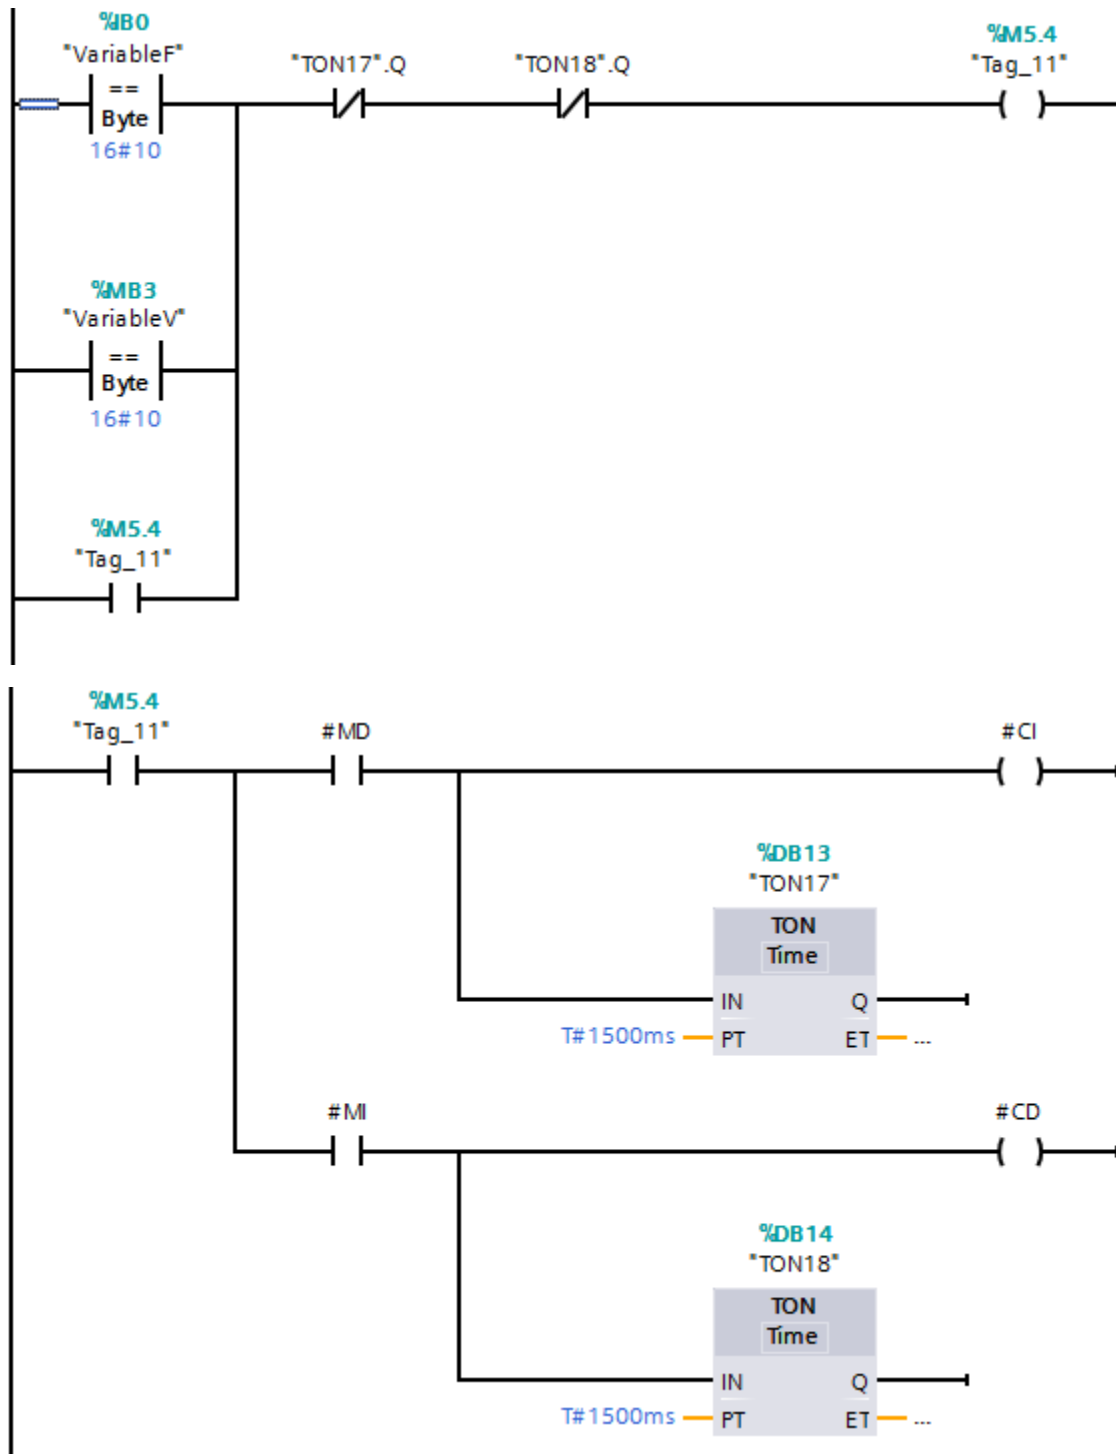 %IB0
"VariableF"
==
Byte
16#10
"TON17".Q
"TON18".Q
%M5.4
"Tag_11"
%MB3
"VariableV"
==
Byte
16#10
%M5.4
"Tag_11"
%M5.4
"Tag_11"
#MD
#CI
%DB13
"TON17"
TON
Time
IN Q
T#1500ms PT ET ...
#MI
#CD
%DB14
"TON18"
TON
Time
IN Q
T#1500ms PT ET ...